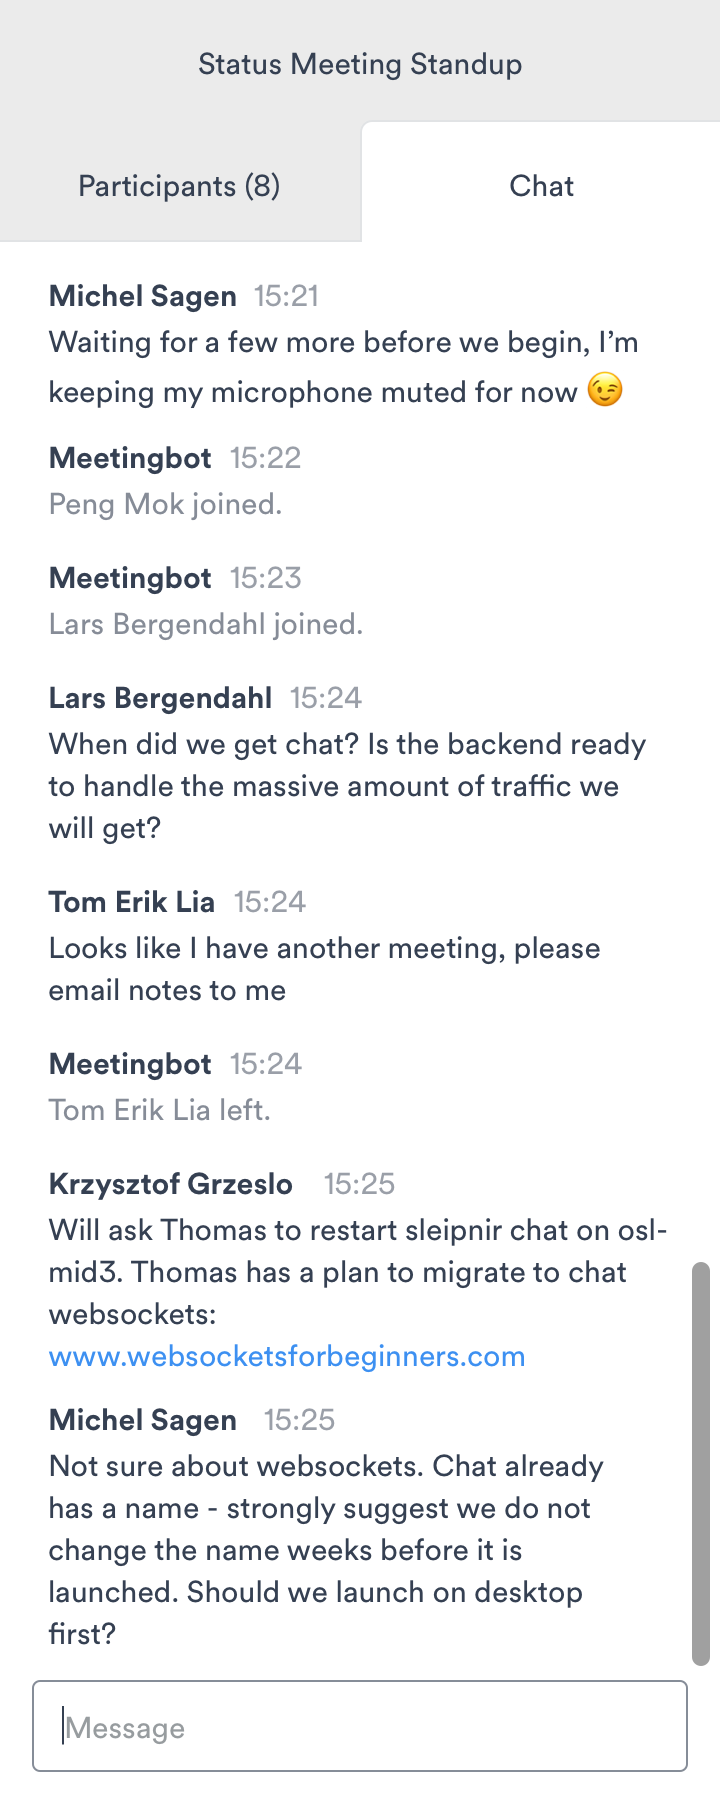 Status Meeting Standup
Participants (8)
Chat
Michel Sagen 15:21
Waiting for a few more before we begin, I’m
keeping my microphone muted for now 😉
Meetingbot 15:22
Peng Mok joined.
Meetingbot 15:23
Lars Bergendahl joined.
Lars Bergendahl 15:24
When did we get chat? Is the backend ready
to handle the massive amount of traffic we
will get?
Tom Erik Lia 15:24
Looks like I have another meeting, please
email notes to me
Meetingbot 15:24
Tom Erik Lia left.
Krzysztof Grzeslo 15:25
Will ask Thomas to restart sleipnir chat on osl-
mid3. Thomas has a plan to migrate to chat
websockets:
www.websocketsforbeginners.com
Michel Sagen 15:25
Not sure about websockets. Chat already
has a name - strongly suggest we do not
change the name weeks before it is
launched. Should we launch on desktop
first?
Message